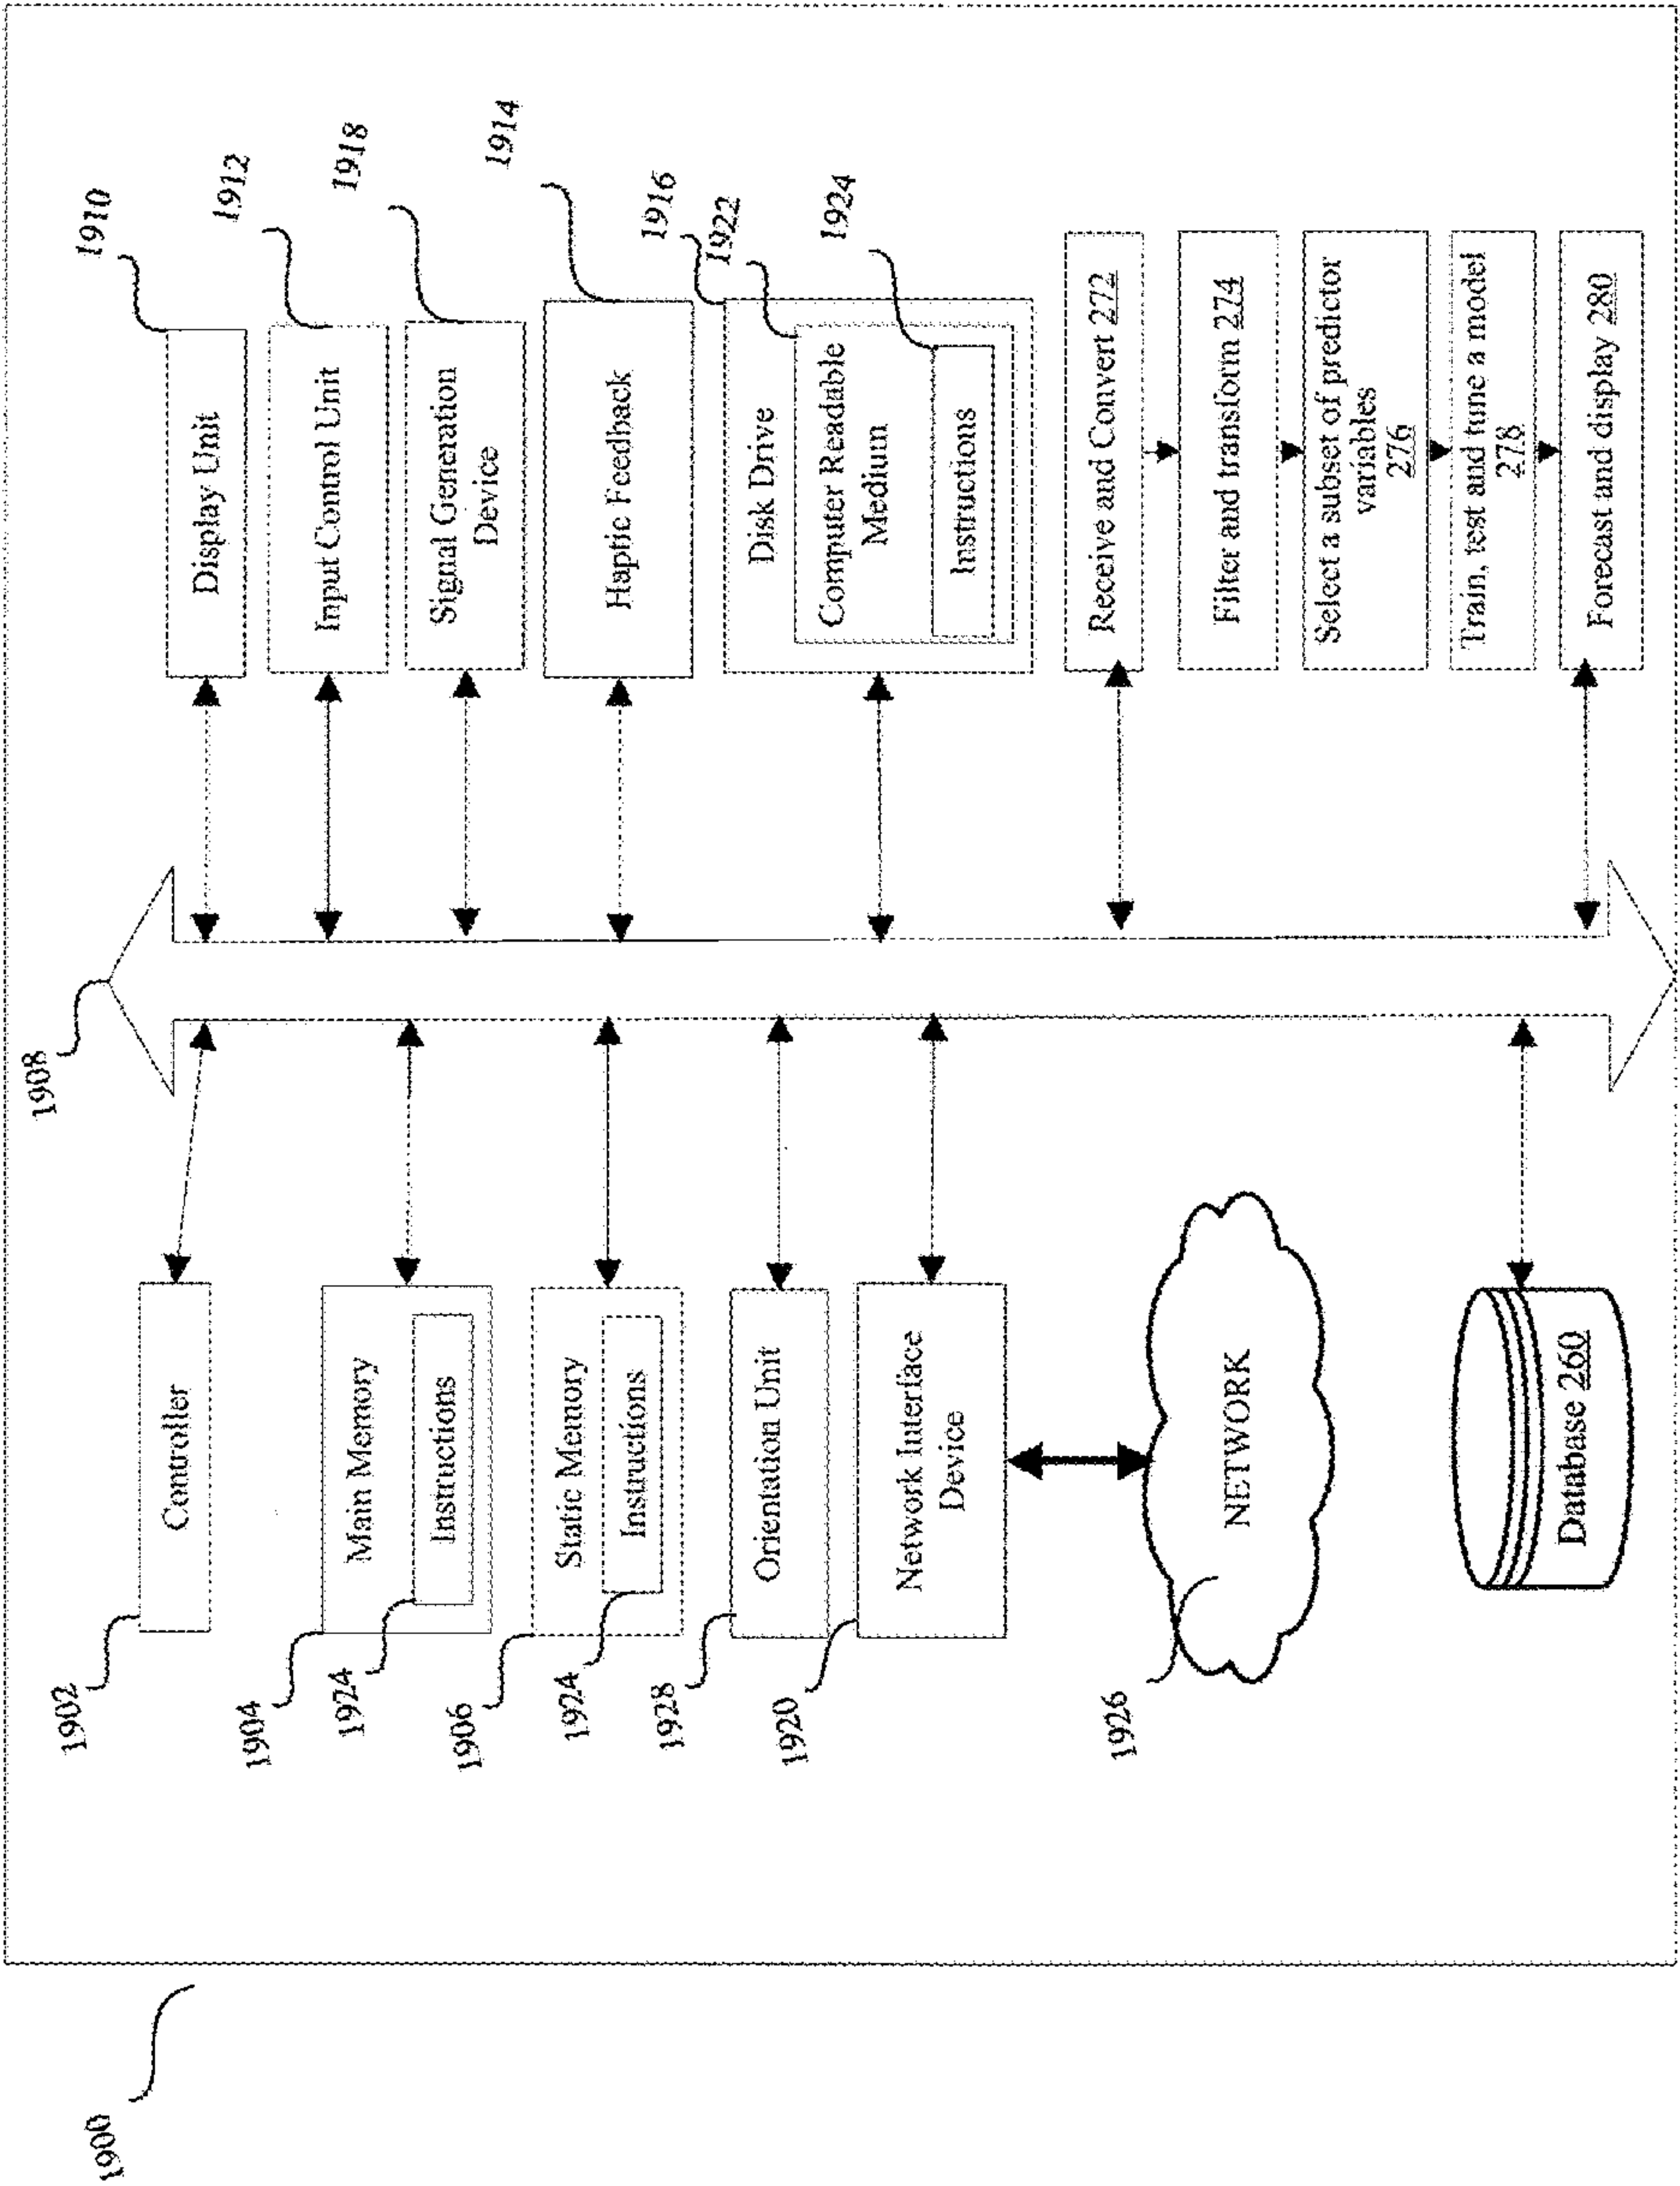 1900
1908
1902
Controller
1904
Main Memory
1924
Instructions
1906
Static Memory
1924
Instructions
1928
Orientation Unit
1920
Network Interface
Device
1926
NETWORK
Database 260
1910
Display Unit
1912
Input Control Unit
1918
Signal Generation
Device
1914
Haptic Feedback
1916
Disk Drive
1922
Computer Readable
Medium
1924
Instructions
Receive and Convert 272
Filter and transform 274
Select a subset of predictor
variables
276
Train, test and tune a model
278
Forecast and display 280